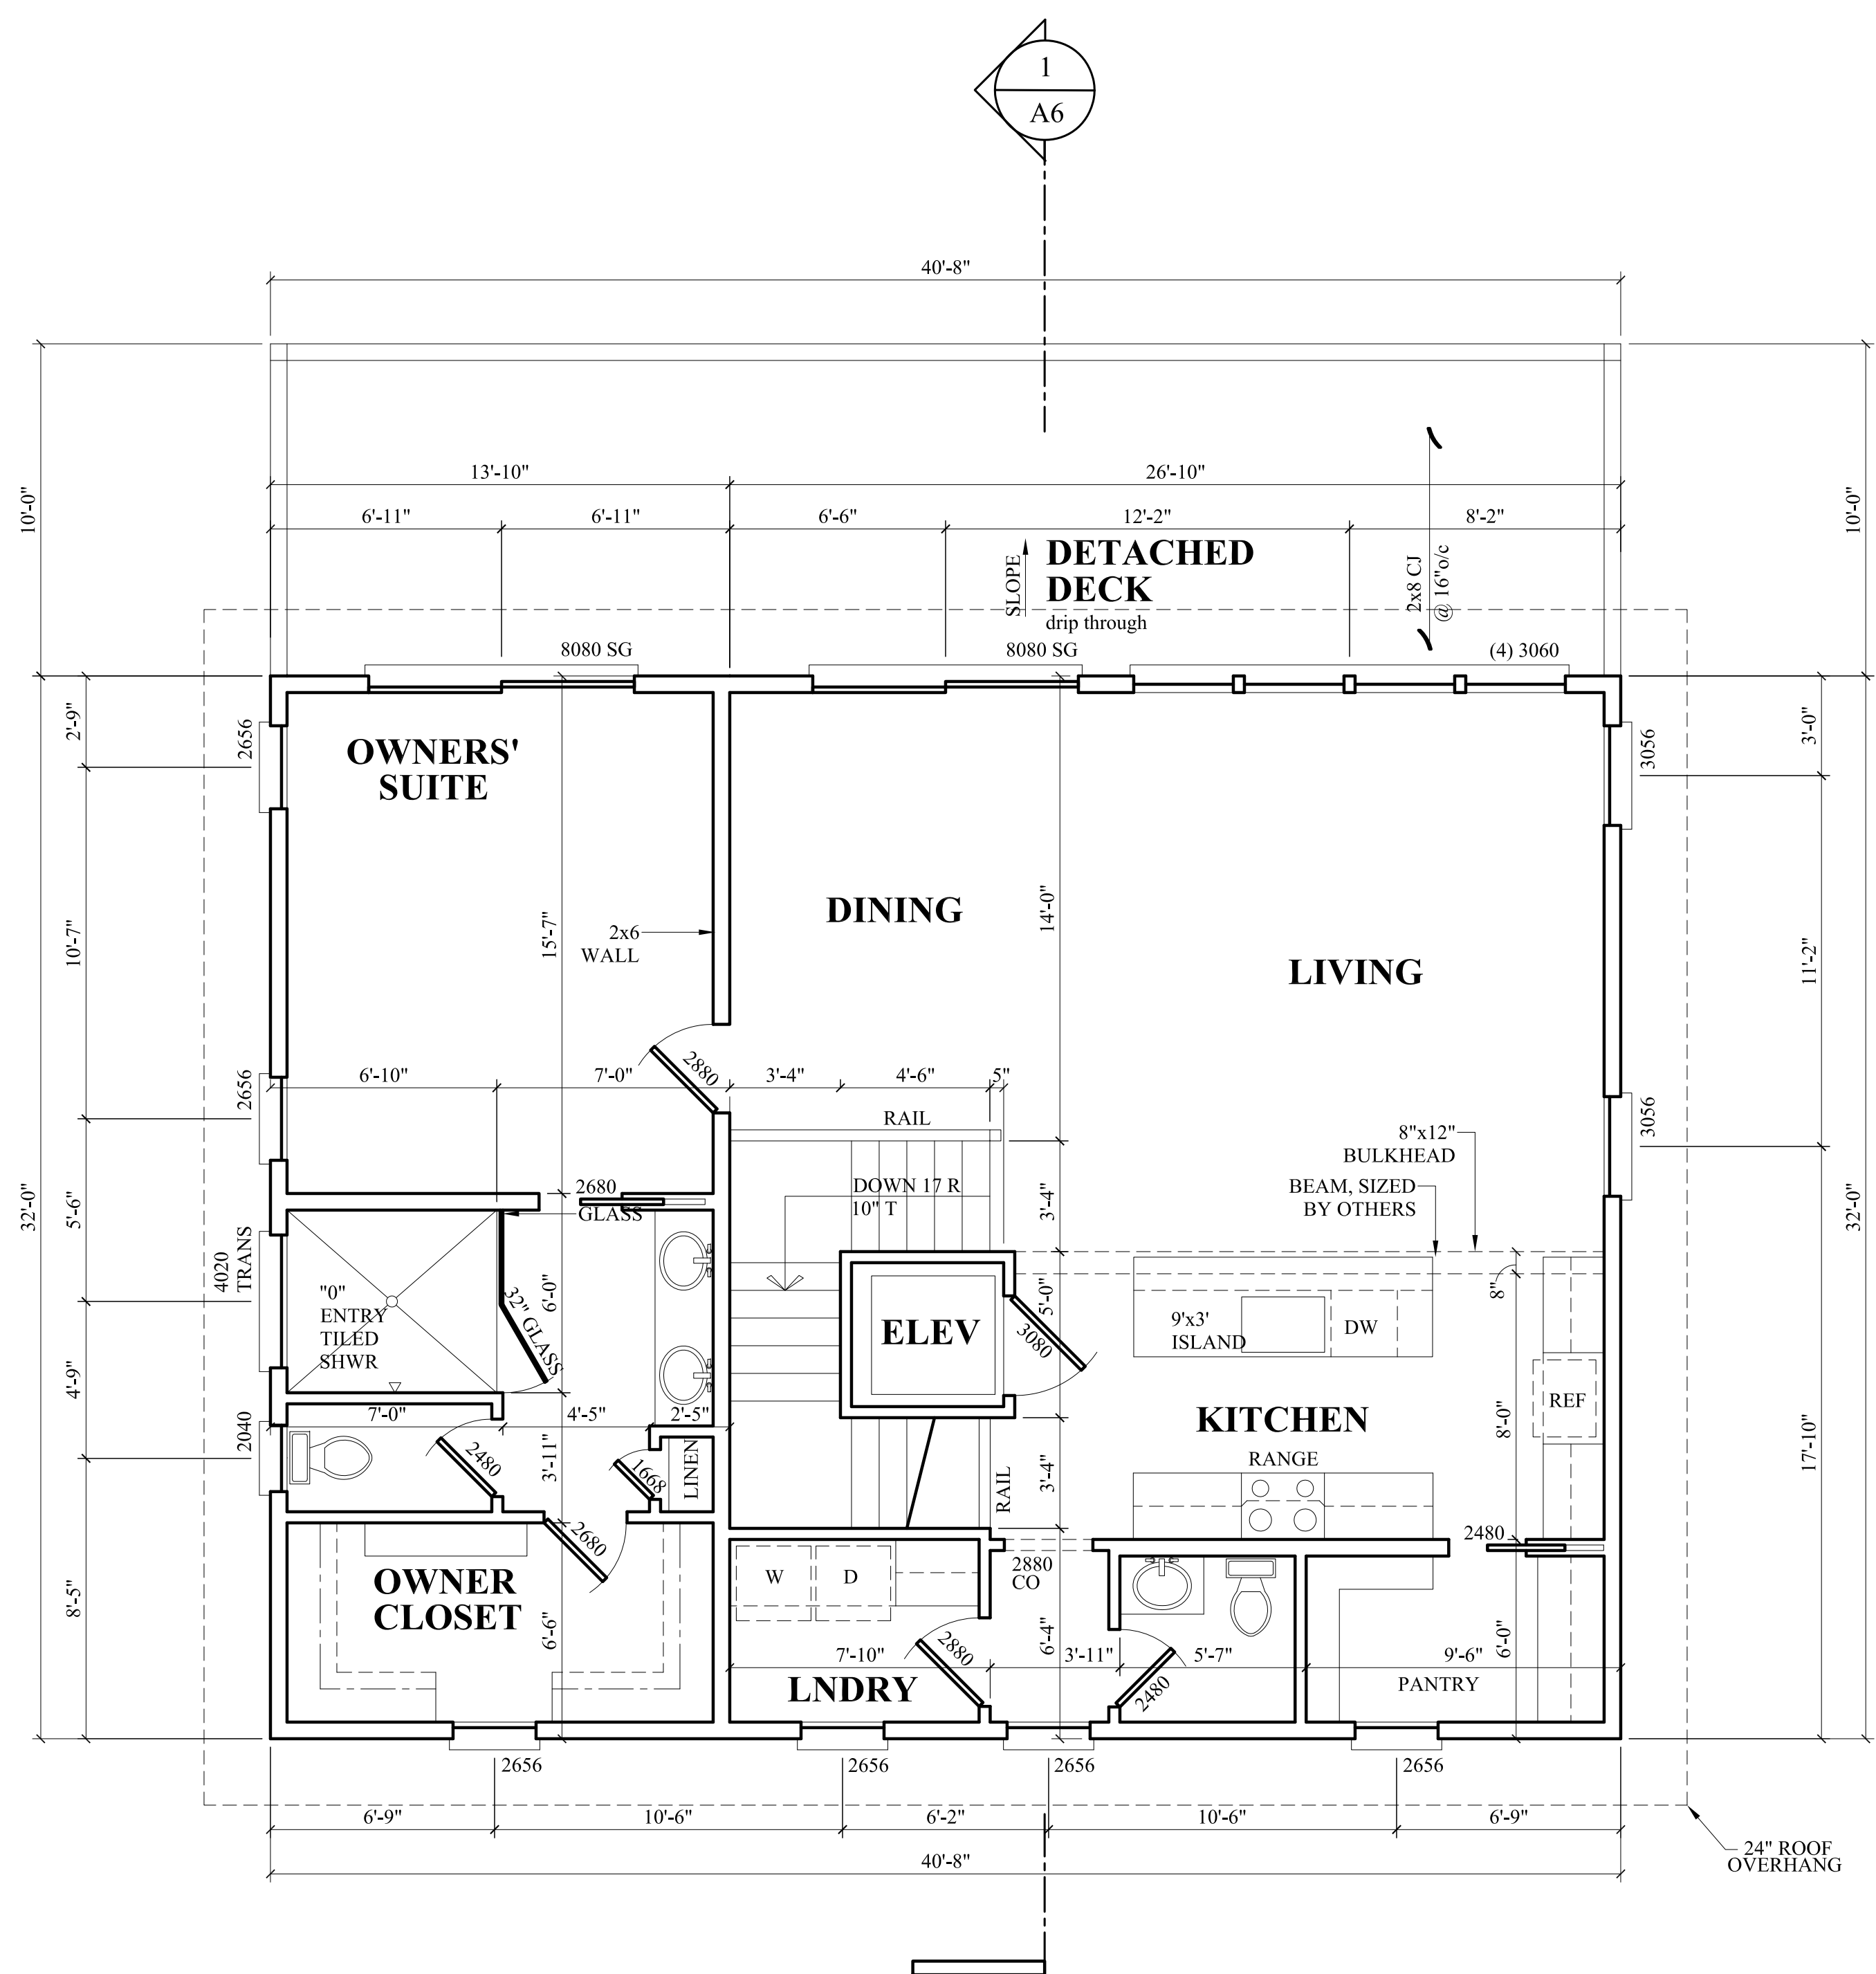 1
A6
40'-8"
10'-0"
10'-0"
13'-10"
26'-10"
6'-11"
6'-11"
6'-6"
12'-2"
8'-2"
SLOPE
DETACHED
DECK
drip through
2x8 CJ
@ 16"o/c
8080 SG
8080 SG
(4) 3060
2'-9"
2656
OWNERS'
SUITE
3056
3'-0"
DINING
LIVING
2x6
WALL
15'-7"
14'-0"
10'-7"
11'-2"
2656
6'-10"
7'-0"
2880
3'-4"
4'-6"
5"
RAIL
3056
8"x12"
BULKHEAD
BEAM, SIZED
BY OTHERS
32'-0"
5'-6"
2680
GLASS
DOWN 17 R
10" T
3'-4"
32'-0"
4020
TRANS
"0"
ENTRY
TILED
SHWR
6'-0"
32" GLASS
ELEV
5'-0"
3080
9'x3'
ISLAND
DW
8"
REF
4'-9"
7'-0"
4'-5"
2'-5"
KITCHEN
8'-0"
2040
2480
3'-11"
1668
LINEN
RAIL
3'-4"
RANGE
17'-10"
2680
2480
OWNER
CLOSET
W
D
2880
CO
8'-5"
6'-6"
7'-10"
2880
6'-4"
3'-11"
5'-7"
9'-6"
6'-0"
LNDRY
2480
PANTRY
2656
2656
2656
2656
6'-9"
10'-6"
6'-2"
10'-6"
6'-9"
40'-8"
24" ROOF
OVERHANG